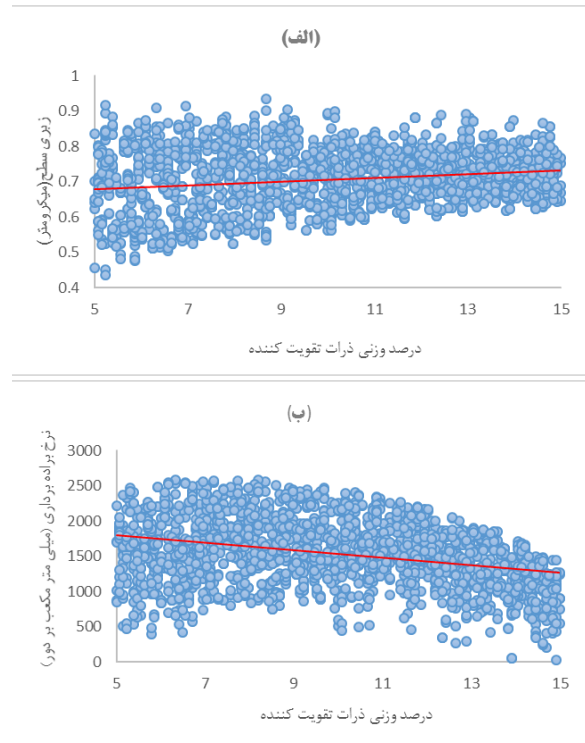 (الف)
زبری سطح(میکرومتر)
1
0.9
0.8
0.7
0.6
0.5
0.4
5 7 9 11 13 15
درصد وزنی ذرات تقویت کننده
(ب)
نرخ براده برداری (میلی متر مکعب بر دور)
3000
2500
2000
1500
1000
500
0
5 7 9 11 13 15
درصد وزنی ذرات تقویت کننده